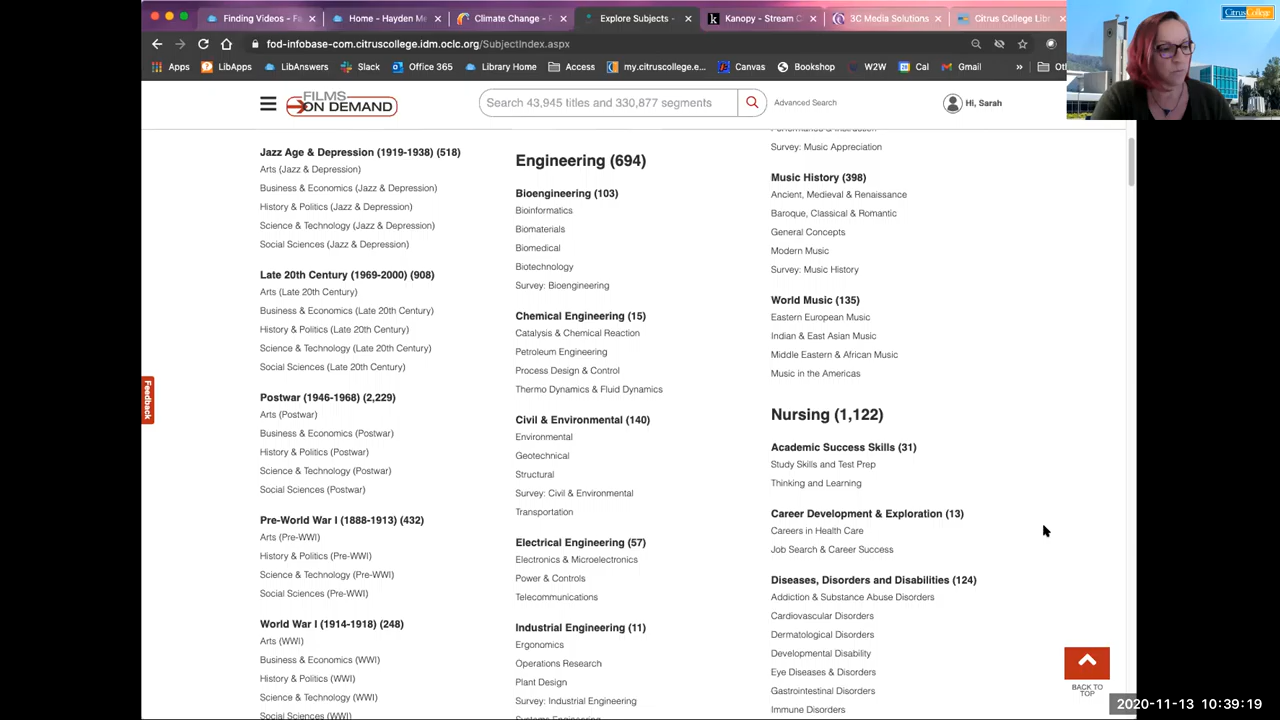 Finding Videos - Fa
Home - Hayden Me
Climate Change - F
Explore Subjects -
Kanopy - Stream C
3C Media Solutions
Citrus College Libr
fod-infobase-com.citruscollege.idm.oclc.org/SubjectIndex.aspx
Apps
LibApps
LibAnswers
Slack
Office 365
Library Home
Access
my.citruscollege.e...
Canvas
Bookshop
W2W
Cal
Gmail
»
CitrusCollege
FILMS
ON DEMAND
Search 43,945 titles and 330,877 segments
Advanced Search
Hi, Sarah
Feedback
Jazz Age & Depression (1919-1938) (518)
Arts (Jazz & Depression)
Business & Economics (Jazz & Depression)
History & Politics (Jazz & Depression)
Science & Technology (Jazz & Depression)
Social Sciences (Jazz & Depression)
Late 20th Century (1969-2000) (908)
Arts (Late 20th Century)
Business & Economics (Late 20th Century)
History & Politics (Late 20th Century)
Science & Technology (Late 20th Century)
Social Sciences (Late 20th Century)
Postwar (1946-1968) (2,229)
Arts (Postwar)
Business & Economics (Postwar)
History & Politics (Postwar)
Science & Technology (Postwar)
Social Sciences (Postwar)
Pre-World War I (1888-1913) (432)
Arts (Pre-WWI)
History & Politics (Pre-WWI)
Science & Technology (Pre-WWI)
Social Sciences (Pre-WWI)
World War I (1914-1918) (248)
Arts (WWI)
Business & Economics (WWI)
History & Politics (WWI)
Science & Technology (WWI)
Social Sciences (WWI)
Engineering (694)
Bioengineering (103)
Bioinformatics
Biomaterials
Biomedical
Biotechnology
Survey: Bioengineering
Chemical Engineering (15)
Catalysis & Chemical Reaction
Petroleum Engineering
Process Design & Control
Thermo Dynamics & Fluid Dynamics
Civil & Environmental (140)
Environmental
Geotechnical
Structural
Survey: Civil & Environmental
Transportation
Electrical Engineering (57)
Electronics & Microelectronics
Power & Controls
Telecommunications
Industrial Engineering (11)
Ergonomics
Operations Research
Plant Design
Survey: Industrial Engineering
Survey: Music Appreciation
Music History (398)
Ancient, Medieval & Renaissance
Baroque, Classical & Romantic
General Concepts
Modern Music
Survey: Music History
World Music (135)
Eastern European Music
Indian & East Asian Music
Middle Eastern & African Music
Music in the Americas
Nursing (1,122)
Academic Success Skills (31)
Study Skills and Test Prep
Thinking and Learning
Career Development & Exploration (13)
Careers in Health Care
Job Search & Career Success
Diseases, Disorders and Disabilities (124)
Addiction & Substance Abuse Disorders
Cardiovascular Disorders
Dermatological Disorders
Developmental Disability
Eye Diseases & Disorders
Gastrointestinal Disorders
Immune Disorders
BACK TO
TOP
2020-11-13 10:39:19